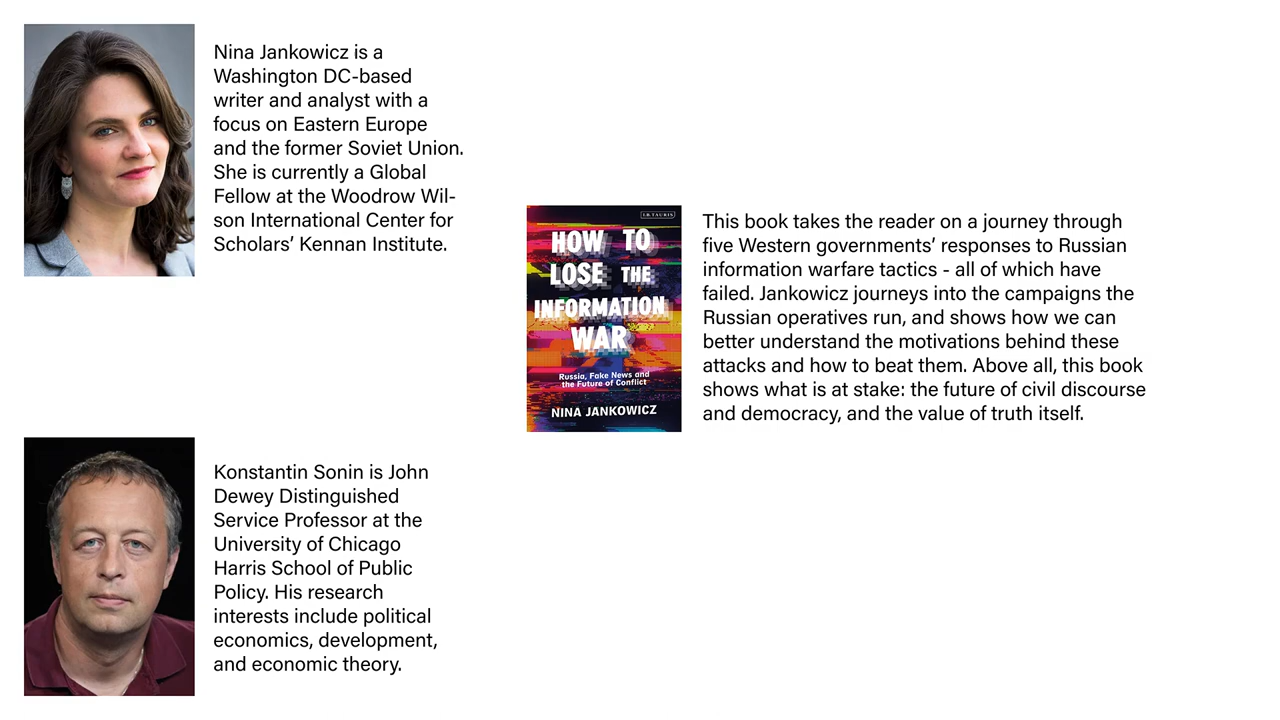 Nina Jankowicz is a
Washington DC-based
writer and analyst with a
focus on Eastern Europe
and the former Soviet Union.
She is currently a Global
Fellow at the Woodrow Wil-
son International Center for
Scholars’ Kennan Institute.
I.B. TAURIS
HOW TO
LOSE THE
INFORMATION
WAR
Russia, Fake News and
the Future of Conflict
NINA JANKOWICZ
This book takes the reader on a journey through
five Western governments’ responses to Russian
information warfare tactics - all of which have
failed. Jankowicz journeys into the campaigns the
Russian operatives run, and shows how we can
better understand the motivations behind these
attacks and how to beat them. Above all, this book
shows what is at stake: the future of civil discourse
and democracy, and the value of truth itself.
Konstantin Sonin is John
Dewey Distinguished
Service Professor at the
University of Chicago
Harris School of Public
Policy. His research
interests include political
economics, development,
and economic theory.